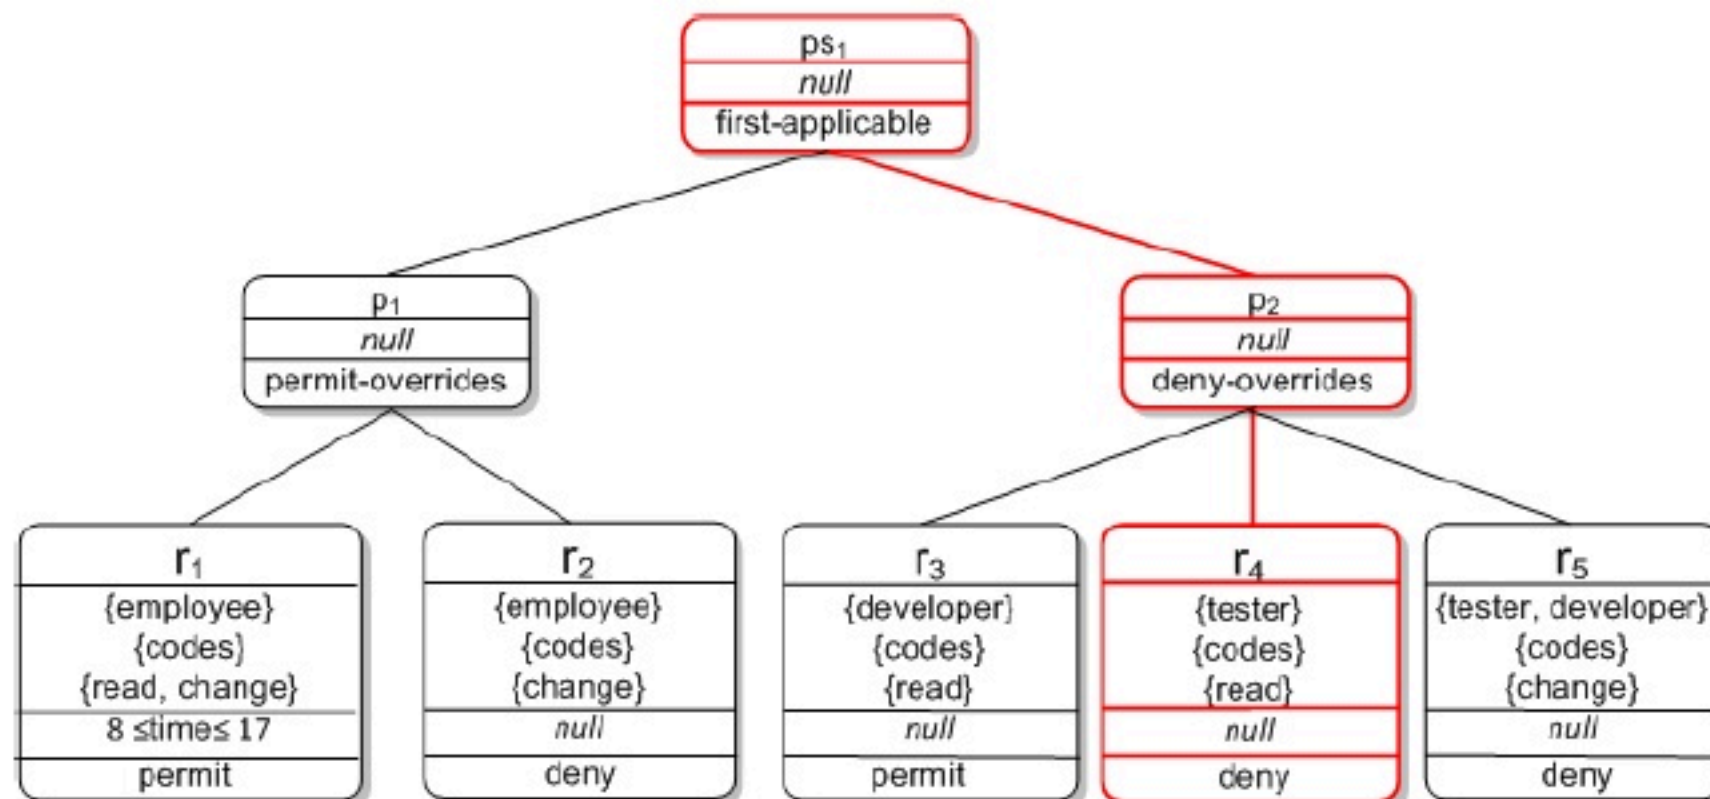 ps₁
null
first-applicable
p₁
null
permit-overrides
p₂
null
deny-overrides
r₁
{employee}
{codes}
{read, change}
8 ≤time≤ 17
permit
r₂
{employee}
{codes}
{change}
null
deny
r₃
{developer}
{codes}
{read}
null
permit
r₄
{tester}
{codes}
{read}
null
deny
r₅
{tester, developer}
{codes}
{change}
null
deny